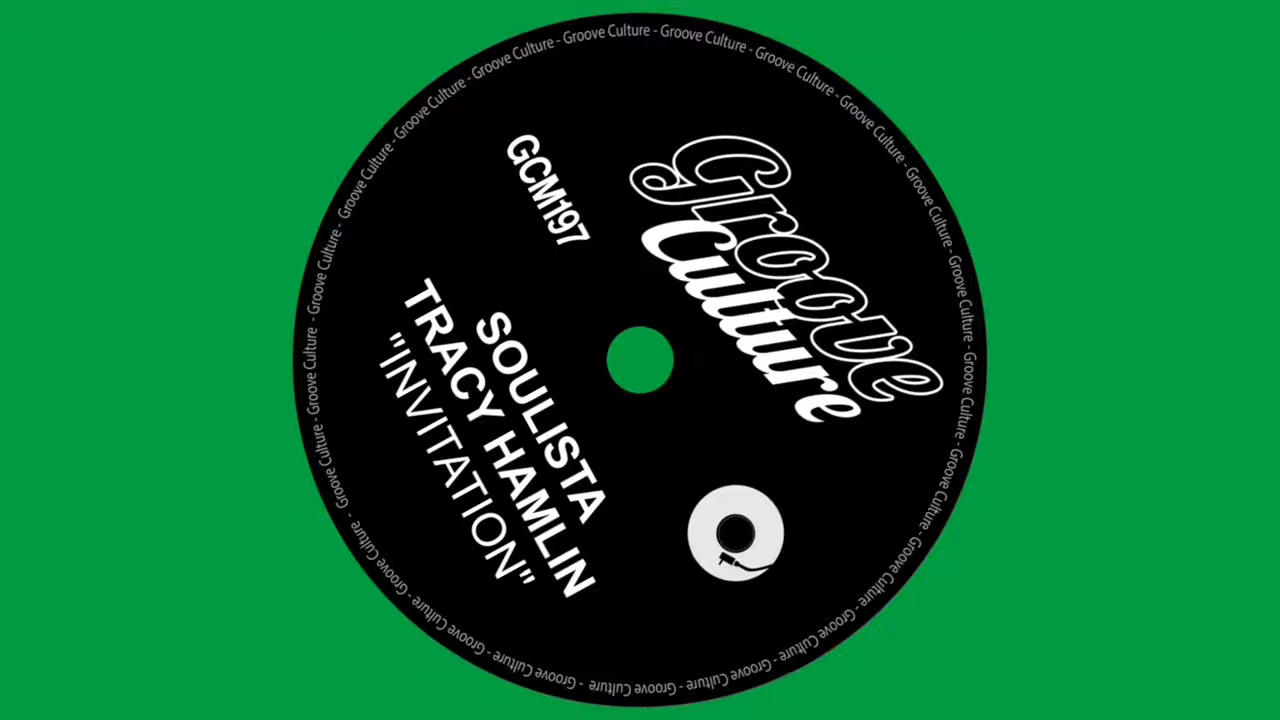 Groove
Culture
GCM197
SOULISTA
TRACY HAMLIN
"INVITATION"
Groove Culture - Groove Culture - Groove Culture - Groove Culture - Groove Culture - Groove Culture - Groove Culture - Groove Culture - Groove Culture - Groove Culture - Groove Culture - Groove Culture - Groove Culture - Groove Culture - Groove Culture - Groove Culture - Groove Culture - Groove Culture - Groove Culture - Groove Culture - Groove Culture - Groove Culture -